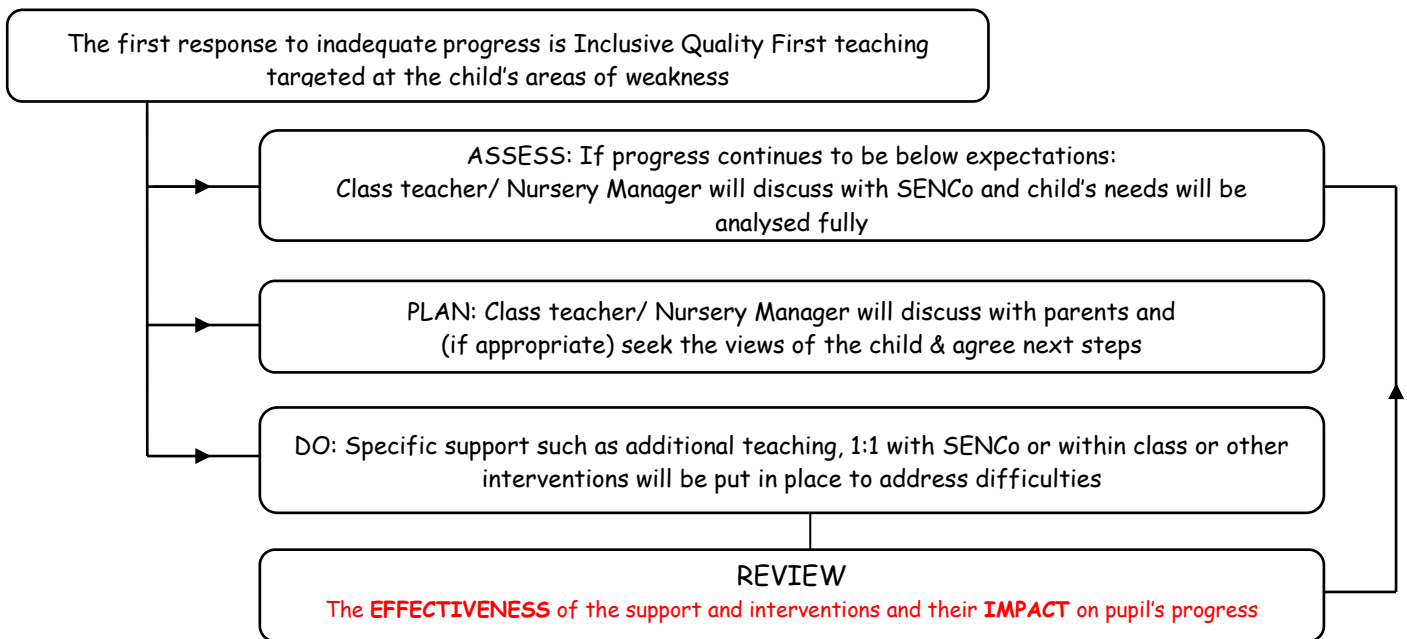 The first response to inadequate progress is Inclusive Quality First teaching
targeted at the child's areas of weakness
ASSESS: If progress continues to be below expectations:
Class teacher/ Nursery Manager will discuss with SENCo and child's needs will be
analysed fully
PLAN: Class teacher/ Nursery Manager will discuss with parents and
(if appropriate) seek the views of the child & agree next steps
DO: Specific support such as additional teaching, 1:1 with SENCo or within class or other
interventions will be put in place to address difficulties
REVIEW
The EFFECTIVENESS of the support and interventions and their IMPACT on pupil's progress